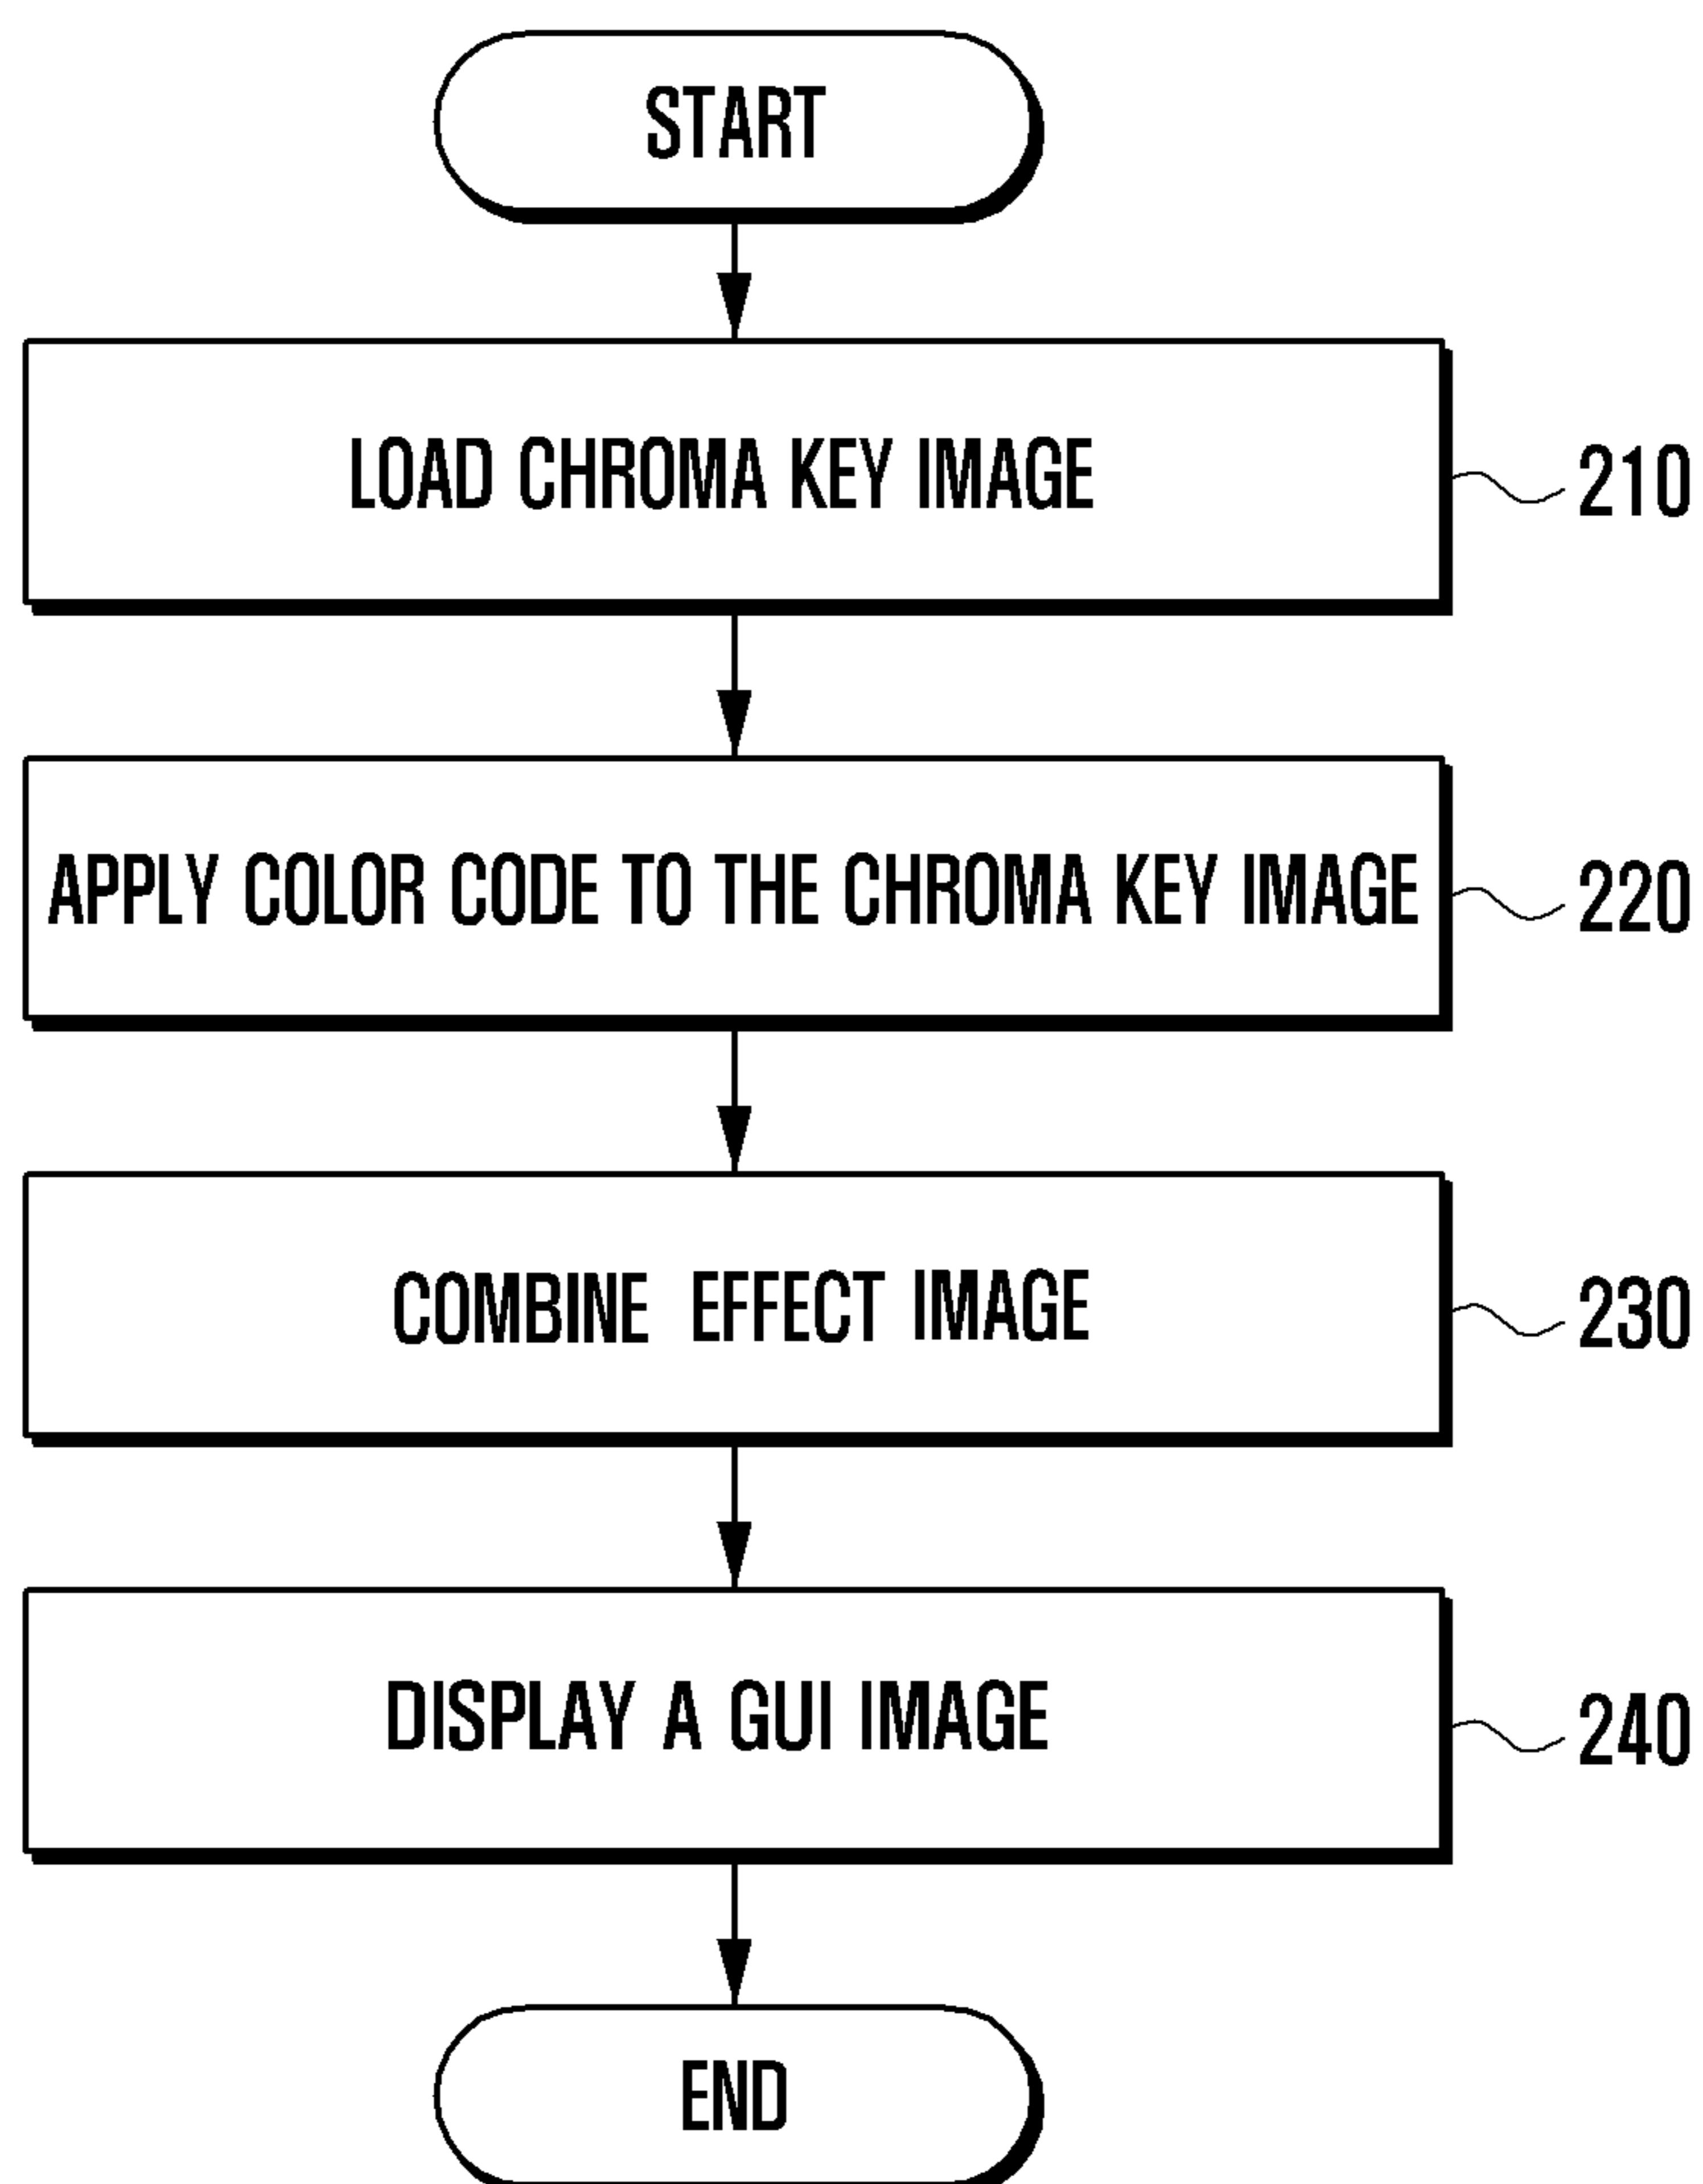 START
LOAD CHROMA KEY IMAGE
210
APPLY COLOR CODE TO THE CHROMA KEY IMAGE
220
COMBINE EFFECT IMAGE
230
DISPLAY A GUI IMAGE
240
END